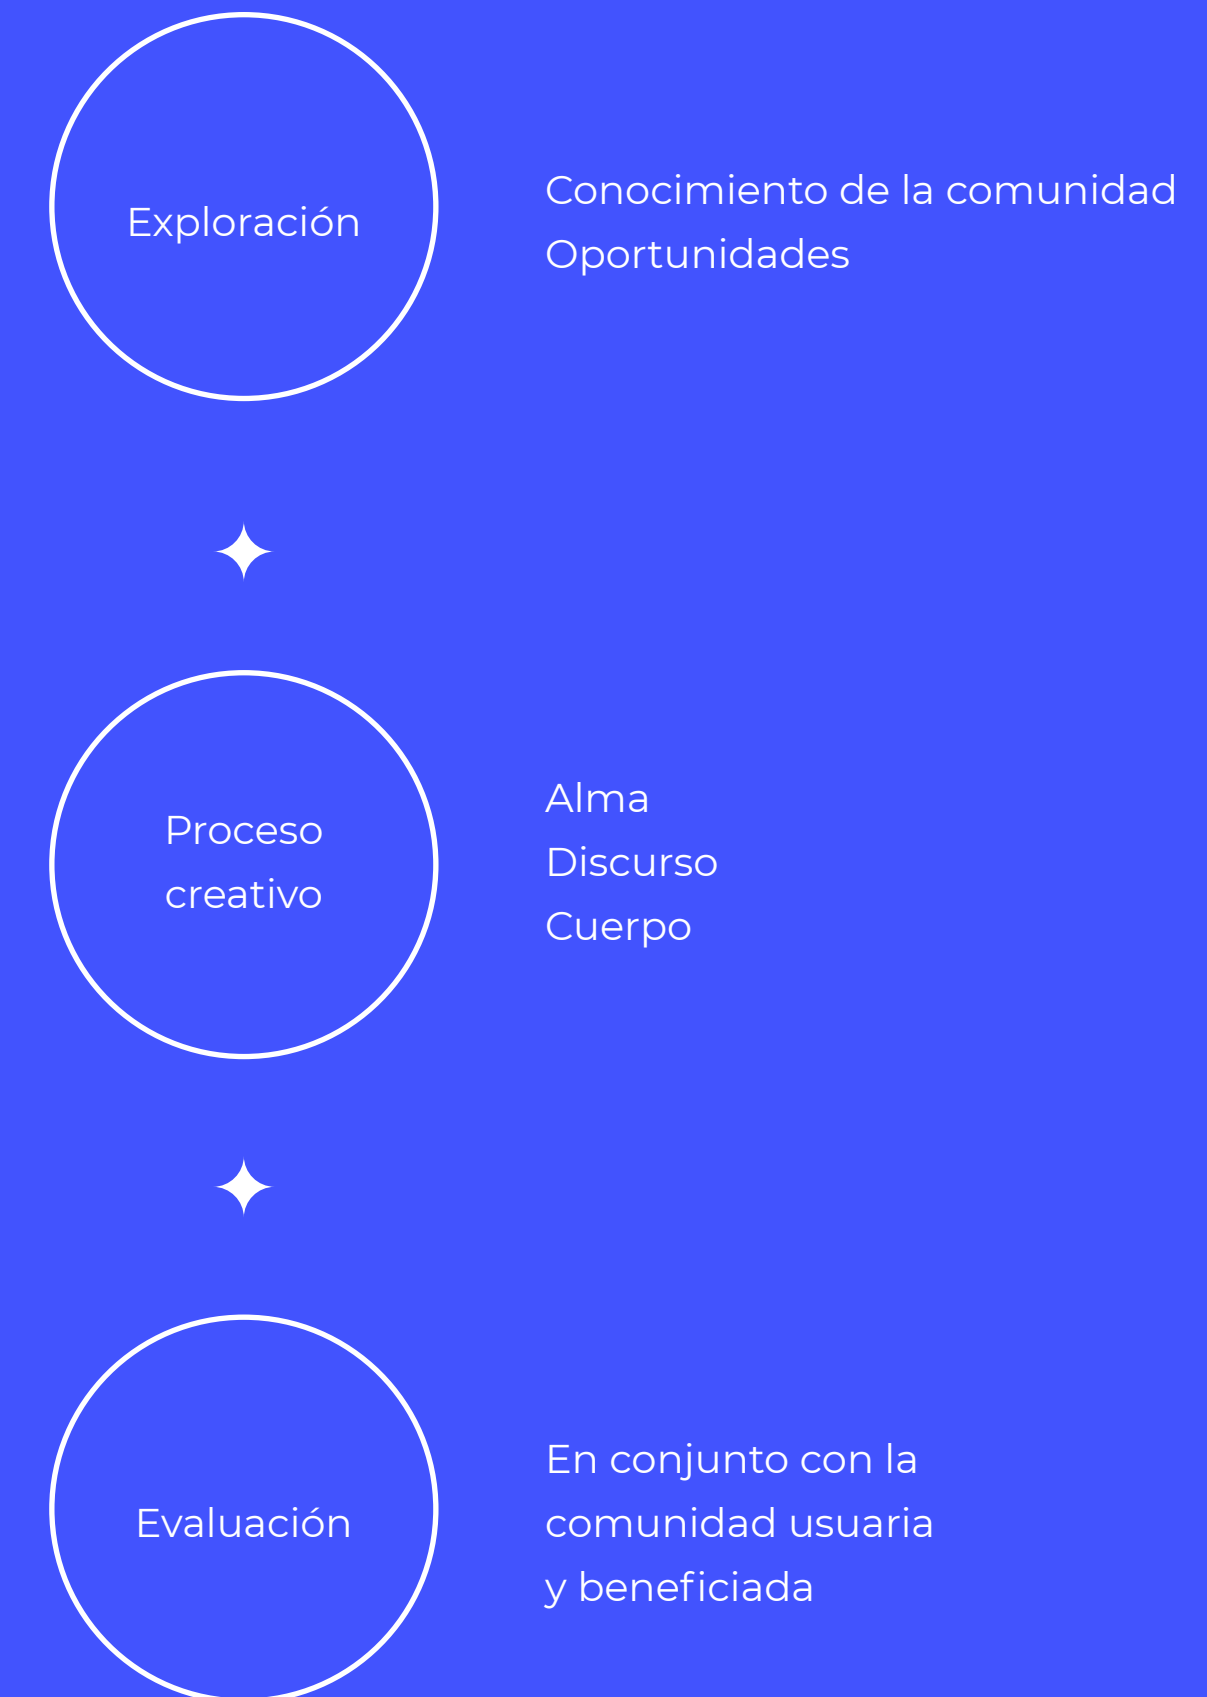 Exploración
Conocimiento de la comunidad
Oportunidades
Proceso
creativo
Alma
Discurso
Cuerpo
Evaluación
En conjunto con la
comunidad usuaria
y beneficiada